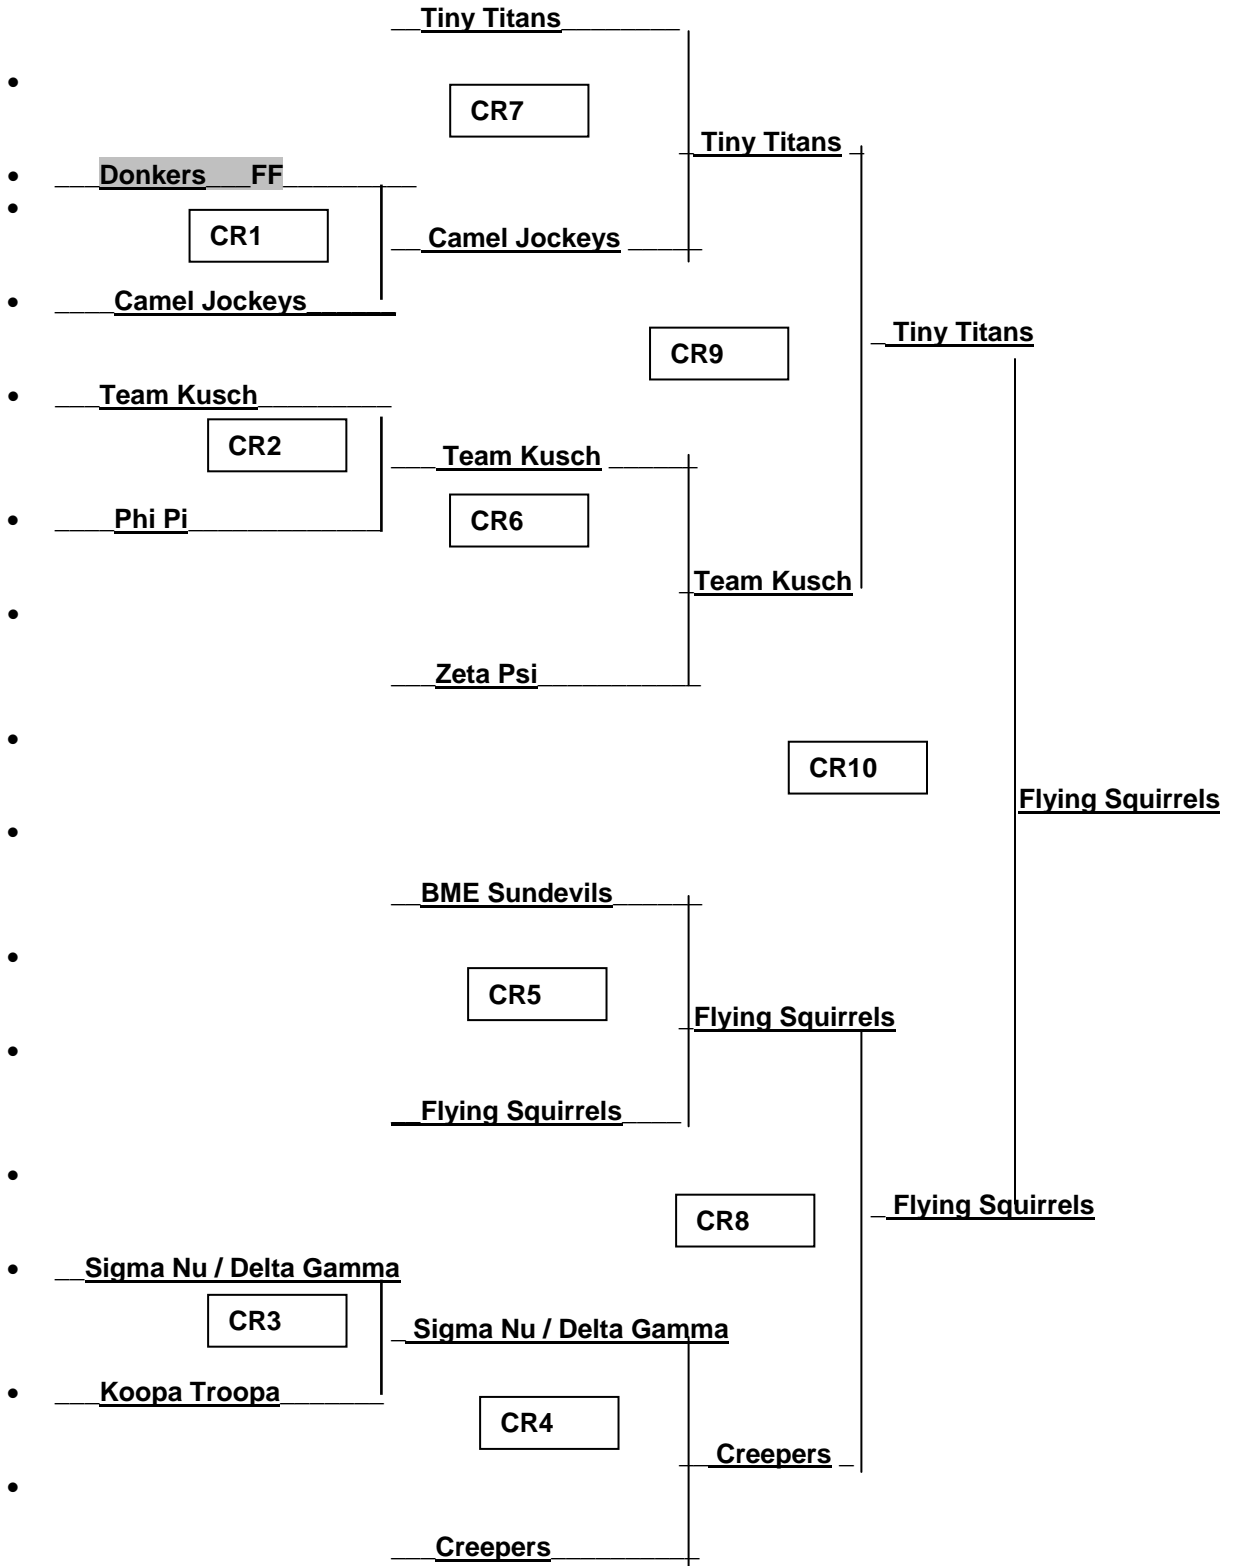 Tiny Titans
CR7
Tiny Titans
Donkers FF
CR1
Camel Jockeys
Camel Jockeys
Tiny Titans
CR9
Team Kusch
CR2
Team Kusch
CR6
Phi Pi
Team Kusch
Zeta Psi
CR10
Flying Squirrels
BME Sundevils
CR5
Flying Squirrels
Flying Squirrels
CR8
Flying Squirrels
Sigma Nu / Delta Gamma
CR3
Sigma Nu / Delta Gamma
Koopa Troopa
CR4
Creepers
Creepers